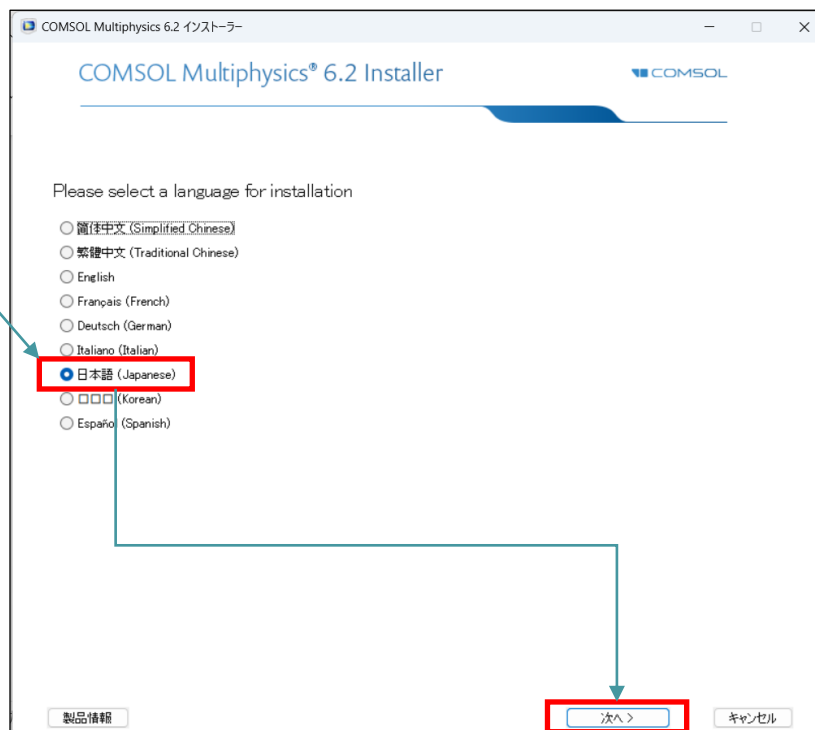 COMSOL Multiphysics 6.2 インストーラー
COMSOL Multiphysics® 6.2 Installer
COMSOL
Please select a language for installation
简体中文 (Simplified Chinese)
繁體中文 (Traditional Chinese)
English
Français (French)
Deutsch (German)
Italiano (Italian)
日本語 (Japanese)
□□□ (Korean)
Español (Spanish)
製品情報
次へ >
キャンセル